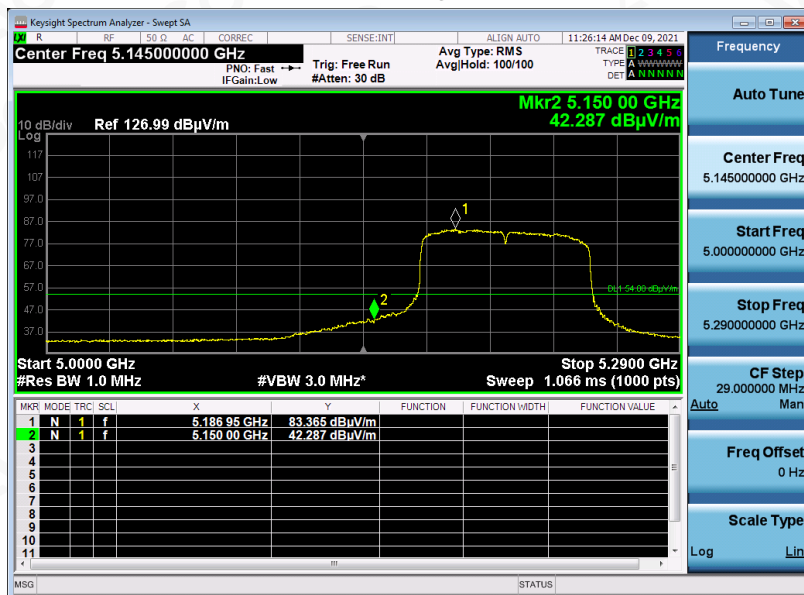 Keysight Spectrum Analyzer - Swept SA
LXI R RF 50 Ω AC CORREC SENSE:INT ALIGN AUTO 11:26:14 AM Dec 09, 2021
Center Freq 5.145000000 GHz
PNO: Fast
IFGain:Low
Trig: Free Run
#Atten: 30 dB
Avg Type: RMS
Avg|Hold: 100/100
TRACE 1 2 3 4 5 6
TYPE A WWWWW
DET A N N N N N
Mkr2 5.150 00 GHz
42.287 dBµV/m
10 dB/div Ref 126.99 dBµV/m
Log
117
107
97.0
87.0
77.0
67.0
57.0
47.0
37.0
1
2
DL1 54.00 dBµV/m
Start 5.0000 GHz Stop 5.2900 GHz
#Res BW 1.0 MHz #VBW 3.0 MHz* Sweep 1.066 ms (1000 pts)
MKR MODE TRC SCL X Y FUNCTION FUNCTION WIDTH FUNCTION VALUE
1 N 1 f 5.186 95 GHz 83.365 dBµV/m
2 N 1 f 5.150 00 GHz 42.287 dBµV/m
3
4
5
6
7
8
9
10
11
MSG STATUS
Frequency
Auto Tune
Center Freq
5.145000000 GHz
Start Freq
5.000000000 GHz
Stop Freq
5.290000000 GHz
CF Step
29.000000 MHz
Auto Man
Freq Offset
0 Hz
Scale Type
Log Lin